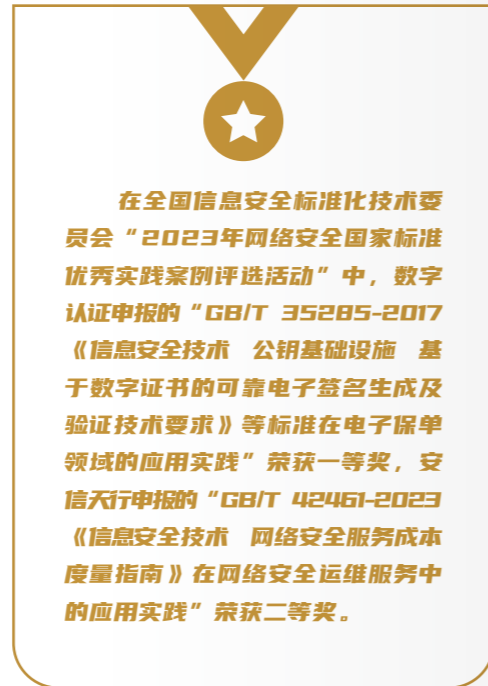 在全国信息安全标准化技术委
员会“2023年网络安全国家标准
优秀实践案例评选活动”中，数字
认证申报的“GB/T 35285-2017
《信息安全技术 公钥基础设施 基
于数字证书的可靠电子签名生成及
验证技术要求》等标准在电子保单
领域的应用实践”荣获一等奖，安
信天行申报的“GB/T 42461-2023
《信息安全技术 网络安全服务成本
度量指南》在网络安全运维服务中
的应用实践”荣获二等奖。